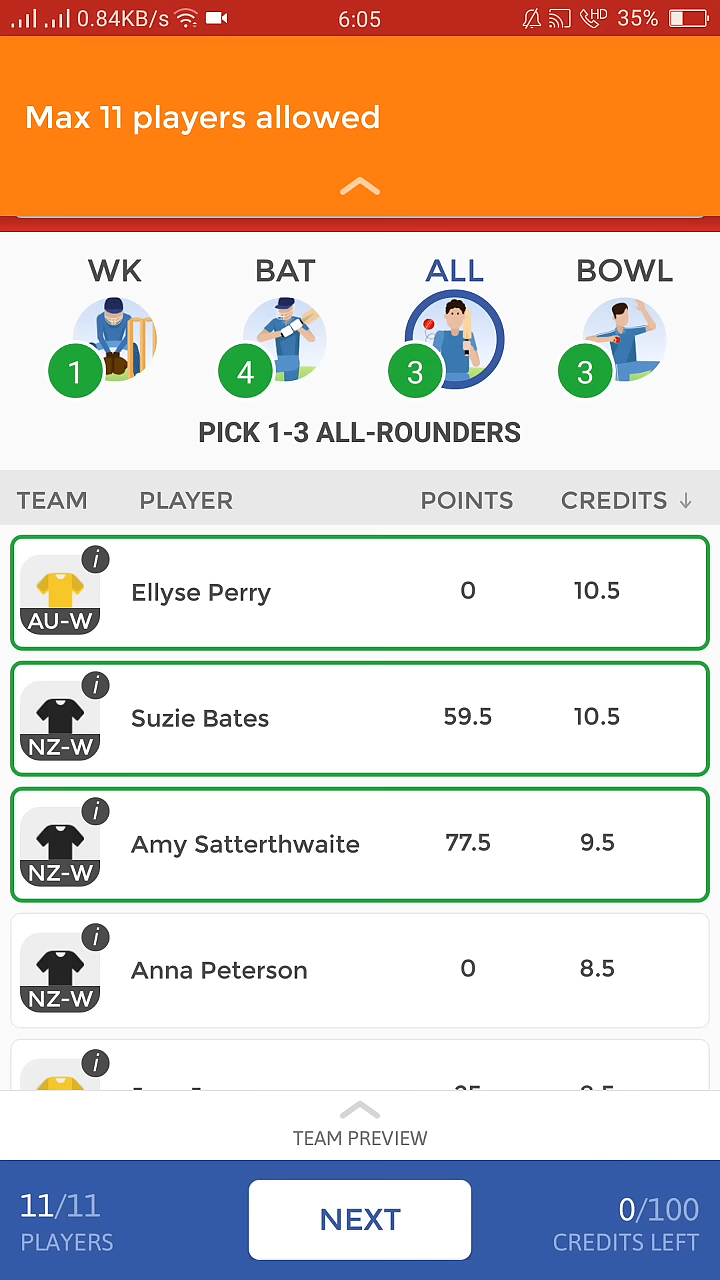 0.84KB/s 6:05 HD 35%
Max 11 players allowed
WK BAT ALL BOWL
1 4 3 3
PICK 1-3 ALL-ROUNDERS
TEAM PLAYER POINTS CREDITS ↓
i
Ellyse Perry 0 10.5
AU-W
i
Suzie Bates 59.5 10.5
NZ-W
i
Amy Satterthwaite 77.5 9.5
NZ-W
i
Anna Peterson 0 8.5
NZ-W
i
TEAM PREVIEW
11/11 NEXT 0/100
PLAYERS CREDITS LEFT